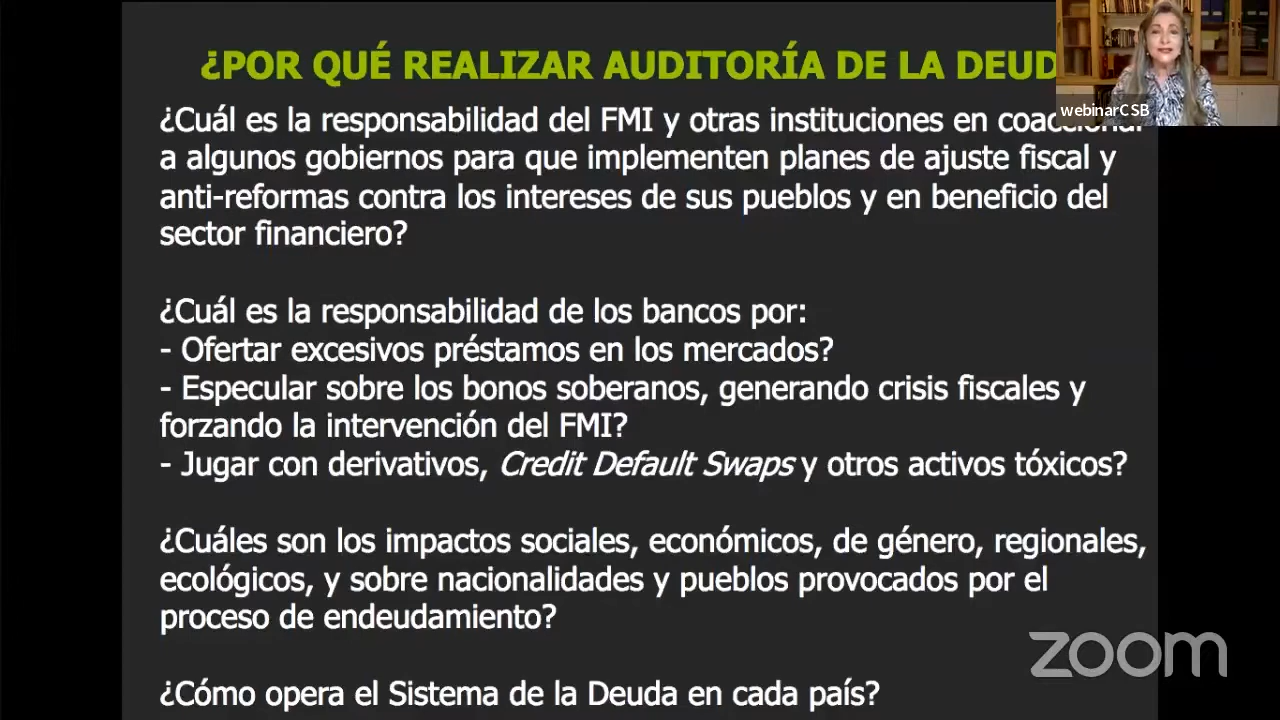 ¿POR QUÉ REALIZAR AUDITORÍA DE LA DEUD
webinarCSB
¿Cuál es la responsabilidad del FMI y otras instituciones en coaccionar
a algunos gobiernos para que implementen planes de ajuste fiscal y
anti-reformas contra los intereses de sus pueblos y en beneficio del
sector financiero?
¿Cuál es la responsabilidad de los bancos por:
- Ofertar excesivos préstamos en los mercados?
- Especular sobre los bonos soberanos, generando crisis fiscales y
forzando la intervención del FMI?
- Jugar con derivativos, Credit Default Swaps y otros activos tóxicos?
¿Cuáles son los impactos sociales, económicos, de género, regionales,
ecológicos, y sobre nacionalidades y pueblos provocados por el
proceso de endeudamiento?
zoom
¿Cómo opera el Sistema de la Deuda en cada país?